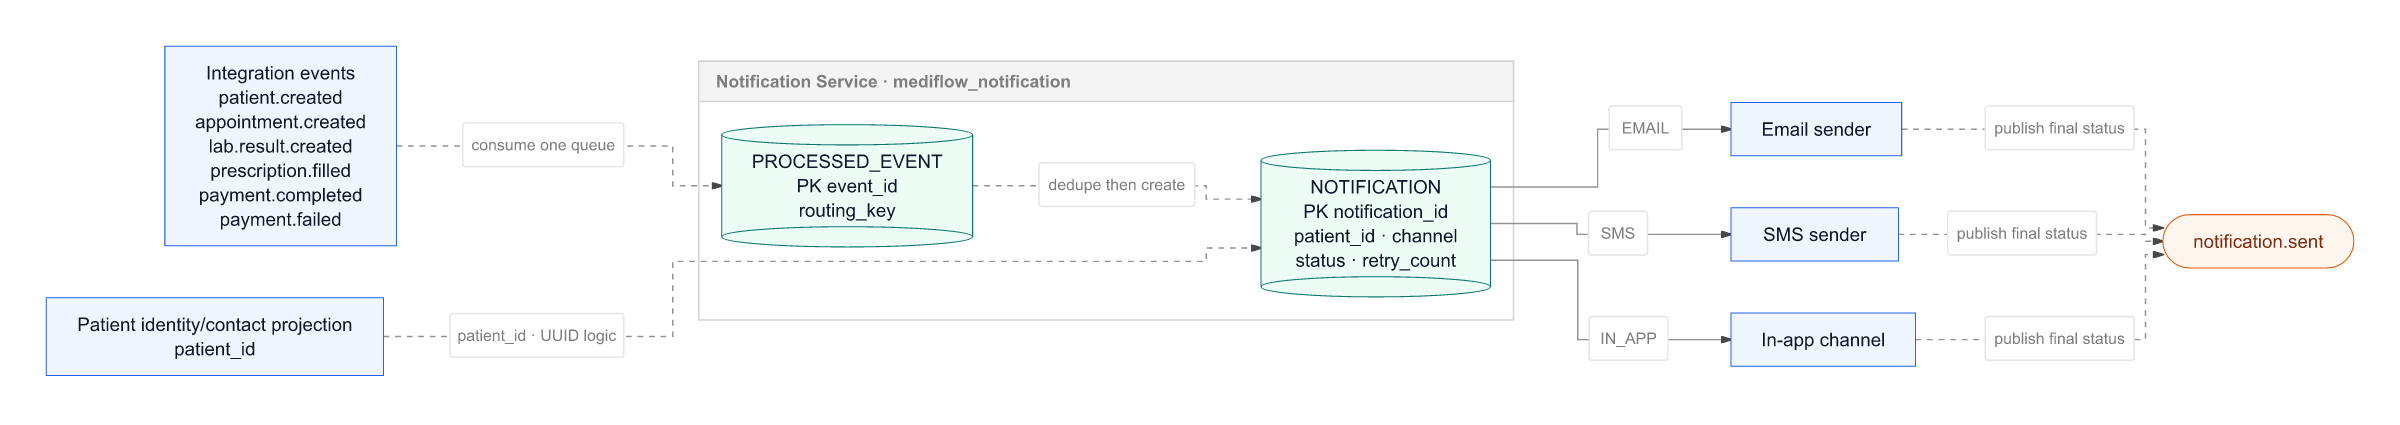 Integration events
patient.created
appointment.created
lab.result.created
prescription.filled
payment.completed
payment.failed
consume one queue
Patient identity/contact projection
patient_id
patient_id · UUID logic
Notification Service · mediflow_notification
PROCESSED_EVENT
PK event_id
routing_key
dedupe then create
NOTIFICATION
PK notification_id
patient_id · channel
status · retry_count
EMAIL
SMS
IN_APP
Email sender
SMS sender
In-app channel
publish final status
publish final status
publish final status
notification.sent